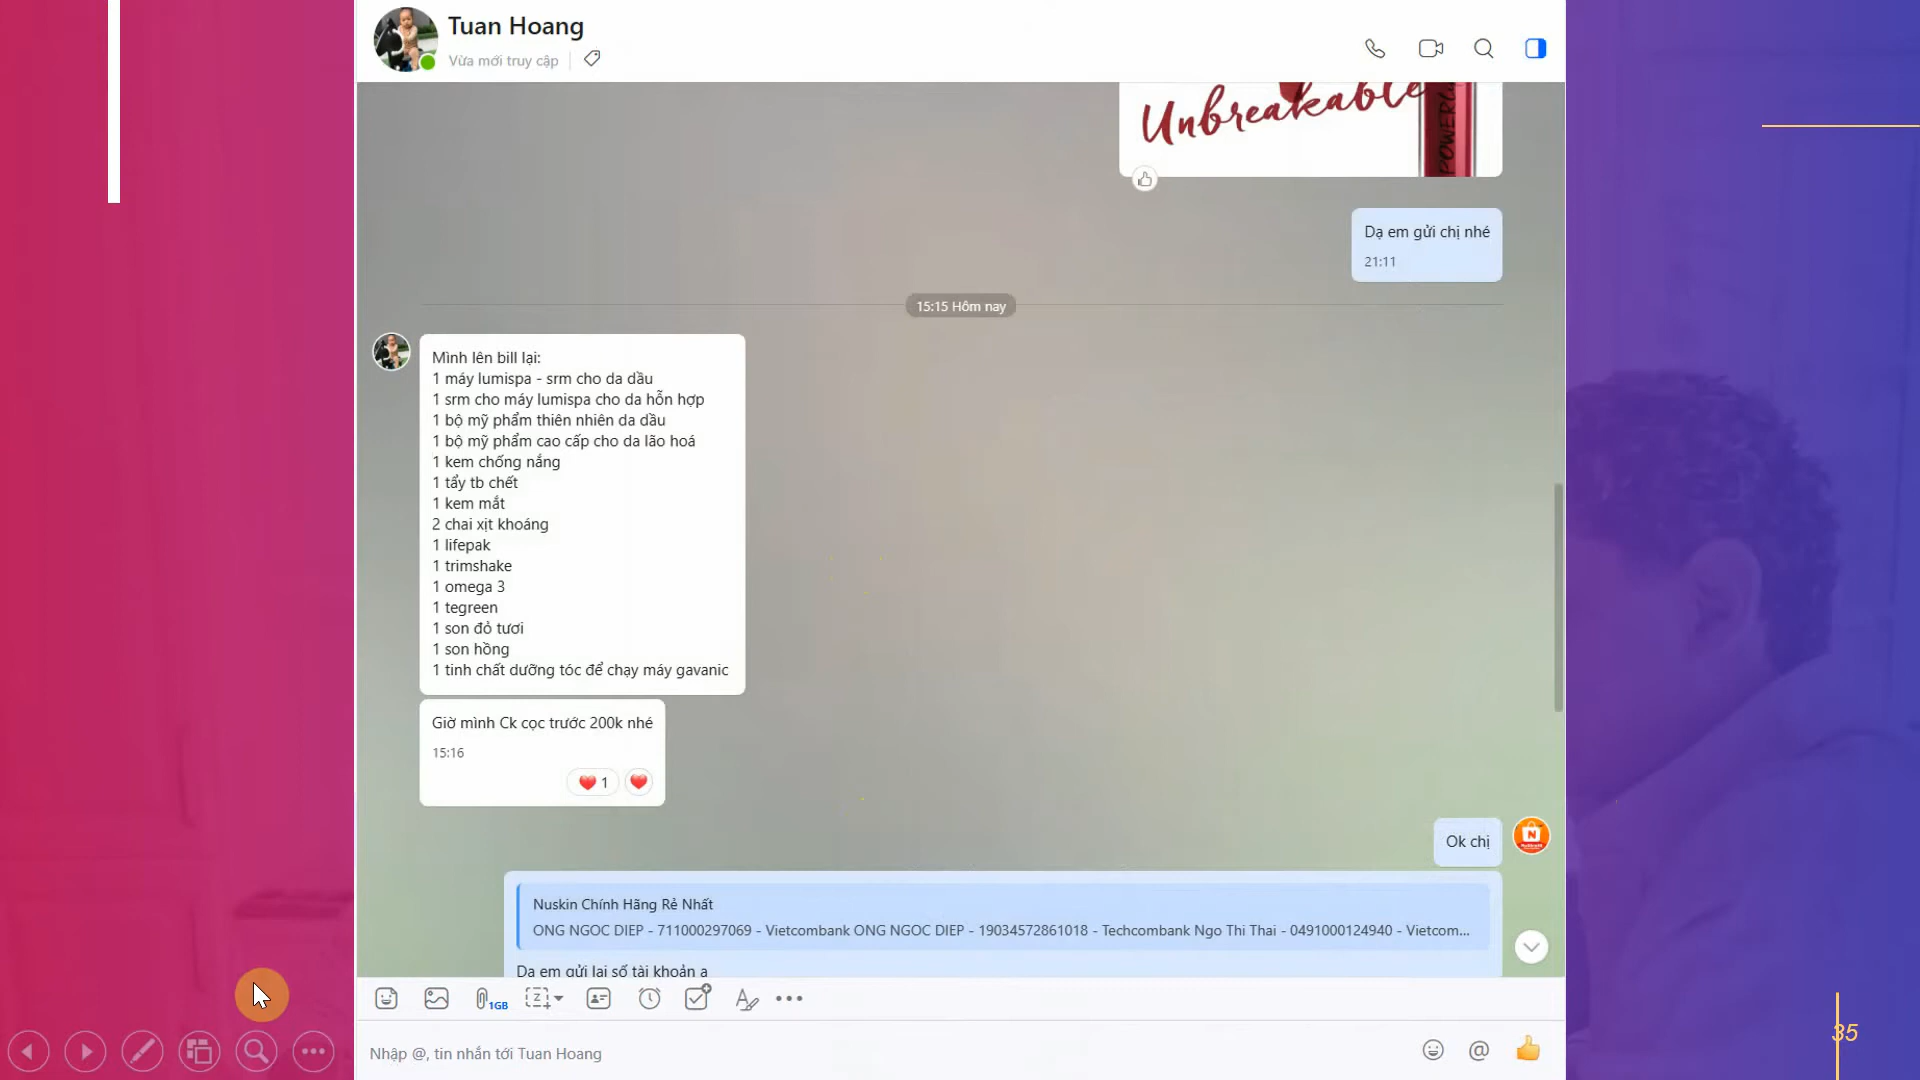 Tuan Hoang
Vừa mới truy cập
Unbreakable
POWERL
Dạ em gửi chị nhé
21:11
15:15 Hôm nay
Mình lên bill lại:
1 máy lumispa - srm cho da dầu
1 srm cho máy lumispa cho da hỗn hợp
1 bộ mỹ phẩm thiên nhiên da dầu
1 bộ mỹ phẩm cao cấp cho da lão hoá
1 kem chống nắng
1 tẩy tb chết
1 kem mắt
2 chai xịt khoáng
1 lifepak
1 trimshake
1 omega 3
1 tegreen
1 son đỏ tươi
1 son hồng
1 tinh chất dưỡng tóc để chạy máy gavanic
Giờ mình Ck cọc trước 200k nhé
15:16
1
Ok chị
N
Nuskin Chính Hãng Rẻ Nhất
ONG NGOC DIEP - 711000297069 - Vietcombank ONG NGOC DIEP - 19034572861018 - Techcombank Ngo Thi Thai - 0491000124940 - Vietcom...
Dạ em gửi lại số tài khoản ạ
1GB
Nhập @, tin nhắn tới Tuan Hoang
35